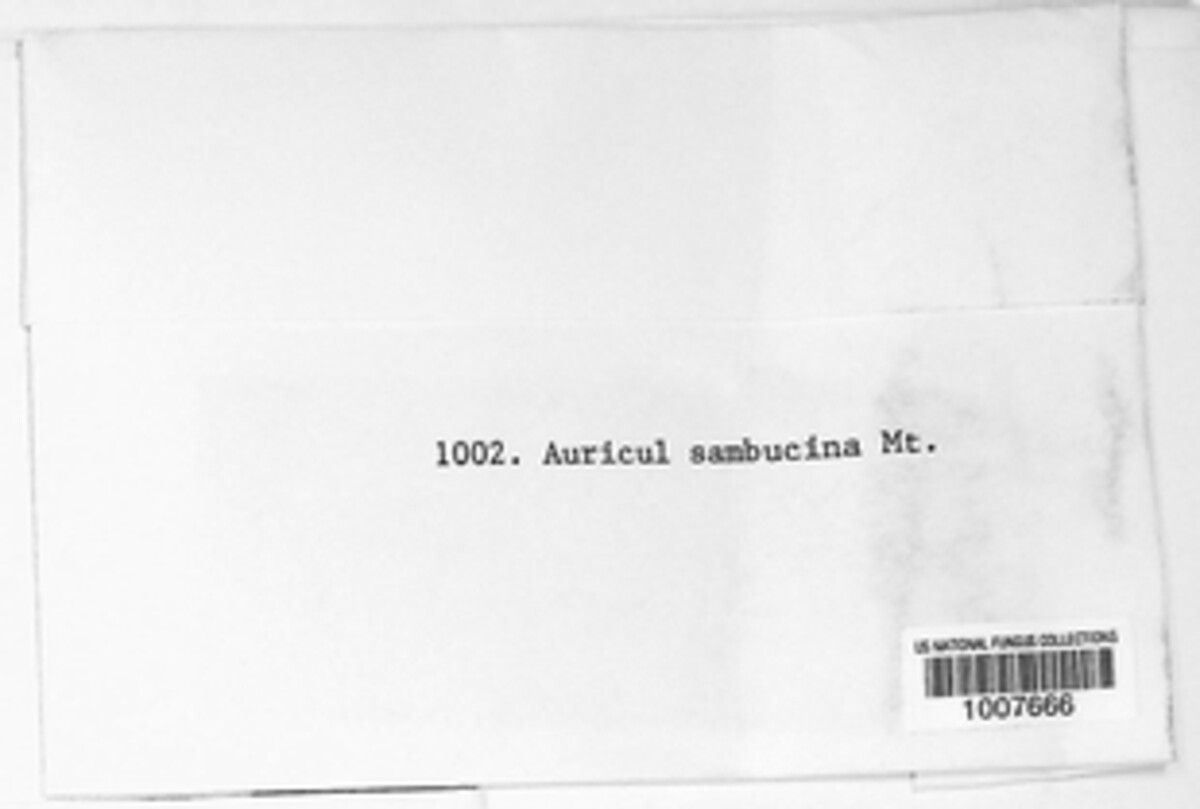 1002. Auricul sambucina Mt.
US NATIONAL FUNGUS COLLECTIONS
1007666